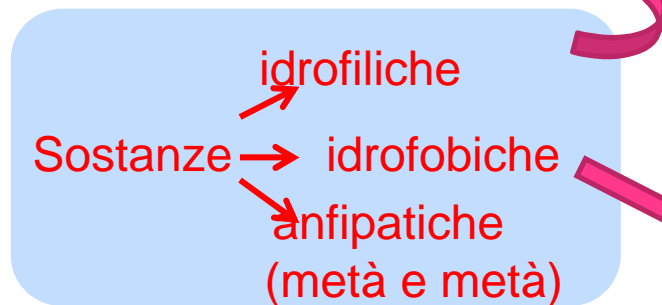 idrofiliche
Sostanze idrofobiche
anfipatiche
(metà e metà)